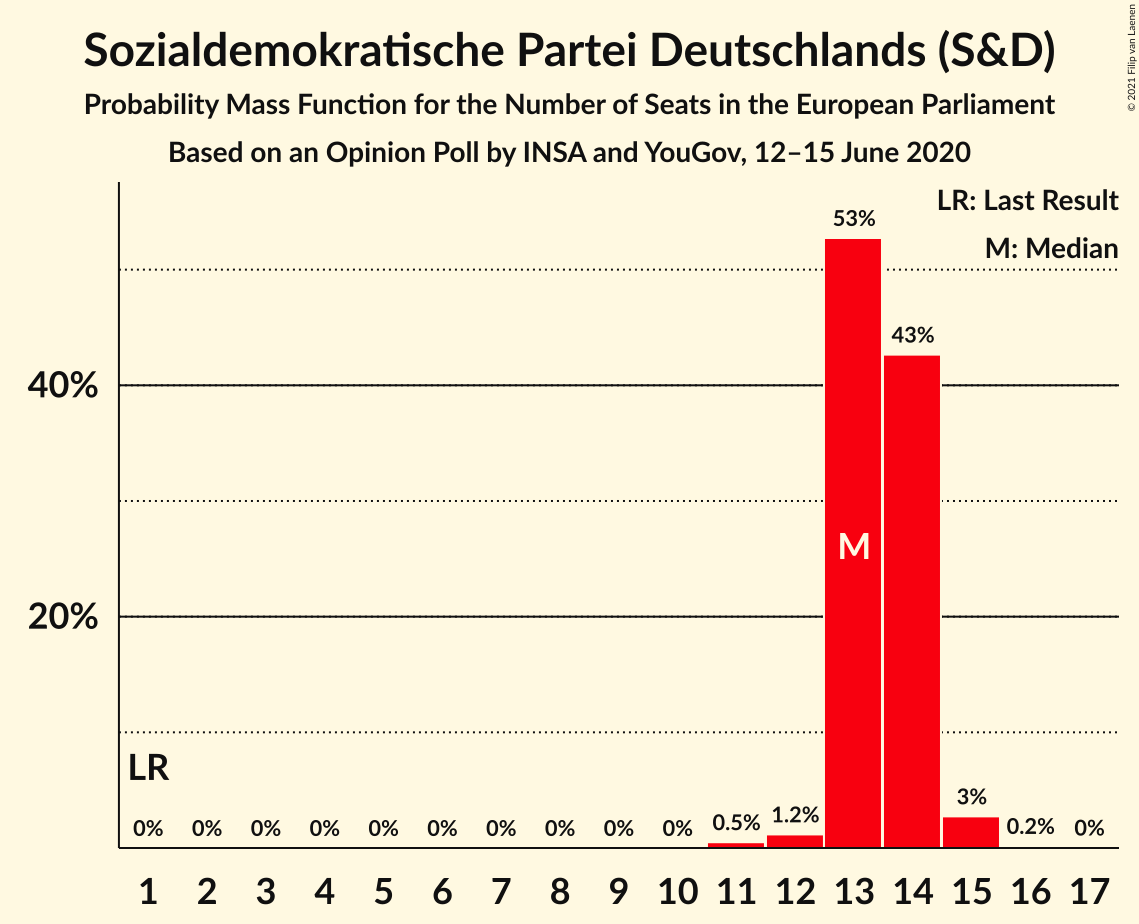 Sozialdemokratische Partei Deutschlands (S&D)
Probability Mass Function for the Number of Seats in the European Parliament
Based on an Opinion Poll by INSA and YouGov, 12–15 June 2020
© 2021 Filip van Laenen
LR: Last Result
M: Median
53%
43%
40%
M
20%
LR
0% 0% 0% 0% 0% 0% 0% 0% 0% 0% 0.5% 1.2% 3% 0.2% 0%
1 2 3 4 5 6 7 8 9 10 11 12 13 14 15 16 17